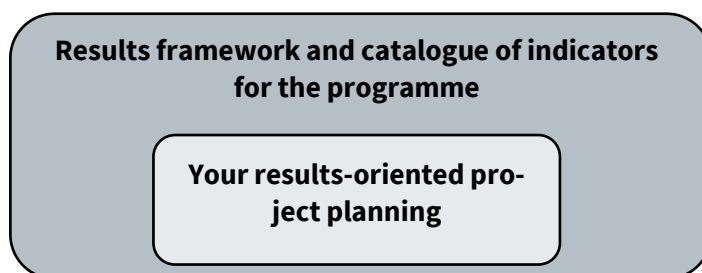 Results framework and catalogue of indicators
for the programme
Your results-oriented pro-
ject planning